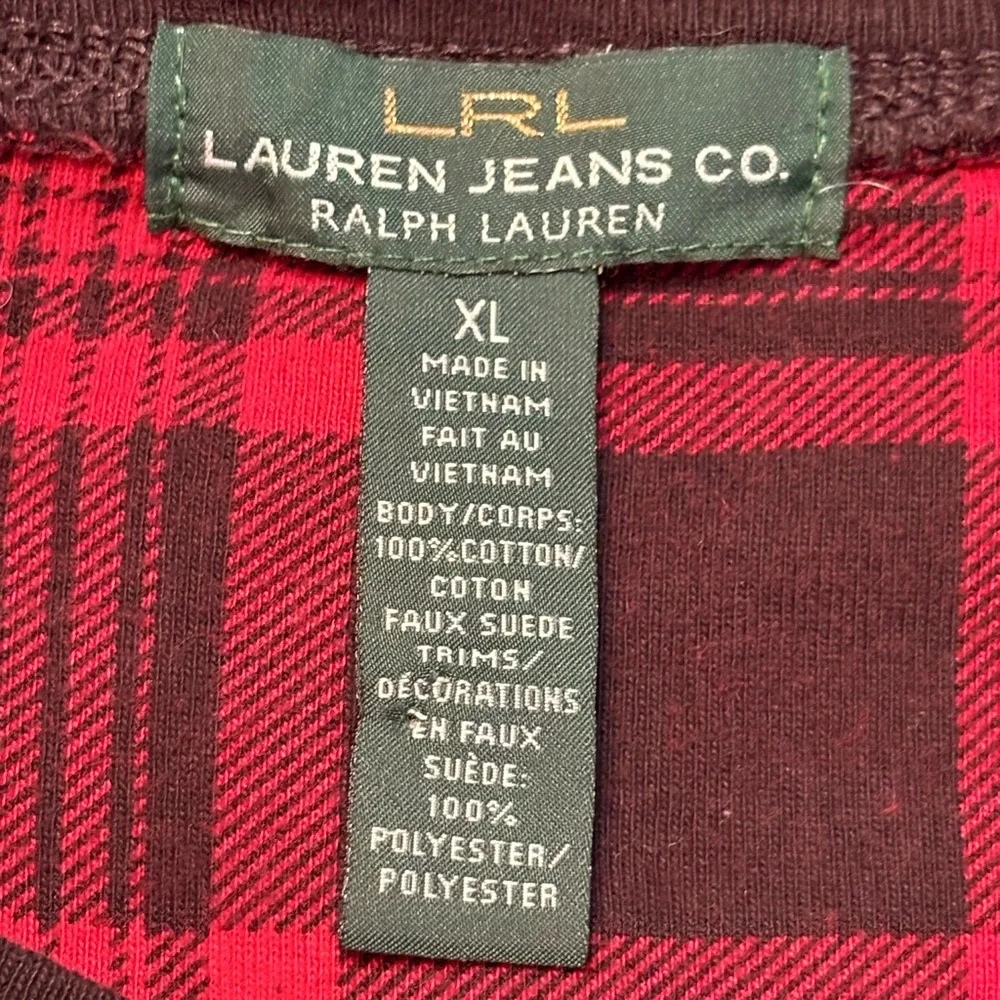 LRL
LAUREN JEANS CO.
RALPH LAUREN
XL
MADE IN
VIETNAM
FAIT AU
VIETNAM
BODY/CORPS:
100%COTTON/
COTON
FAUX SUEDE
TRIMS/
DÉCORATIONS
EN FAUX
SUÈDE:
100%
POLYESTER/
POLYESTER